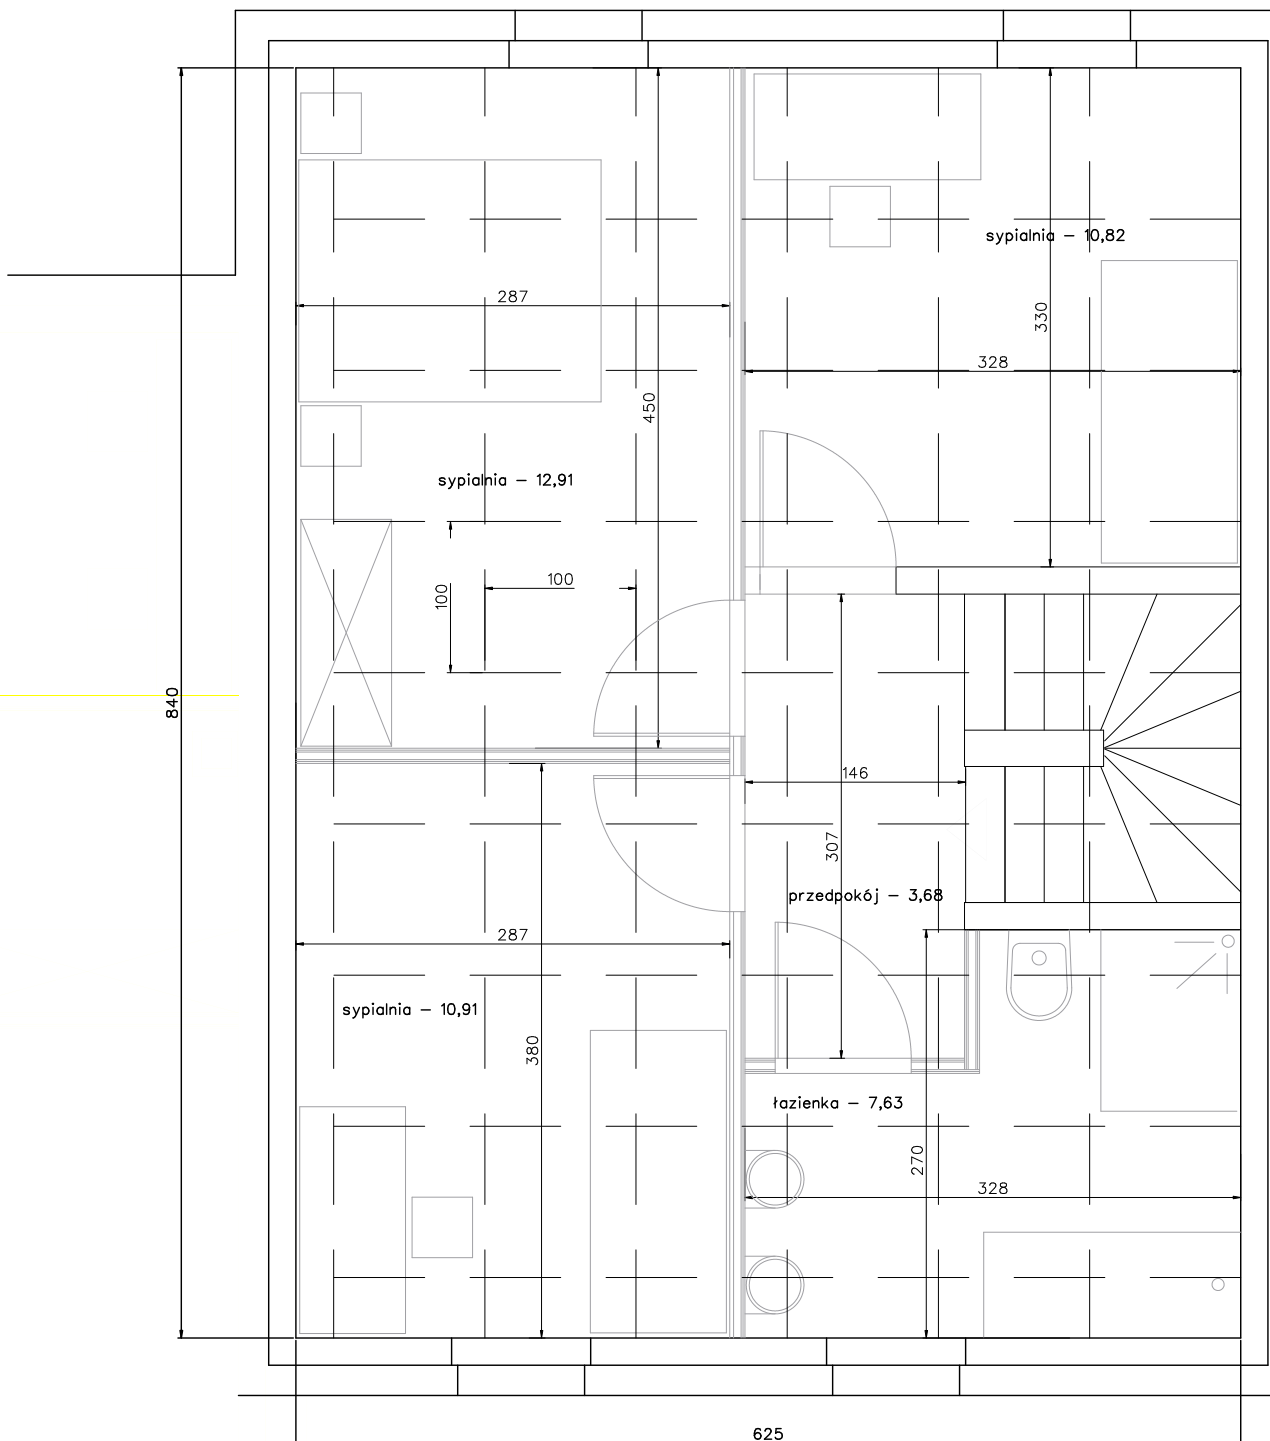 sypialnia – 10,82
287
330
328
450
sypialnia – 12,91
100
100
840
146
307
przedpokój – 3,68
287
sypialnia – 10,91
380
łazienka – 7,63
270
328
625